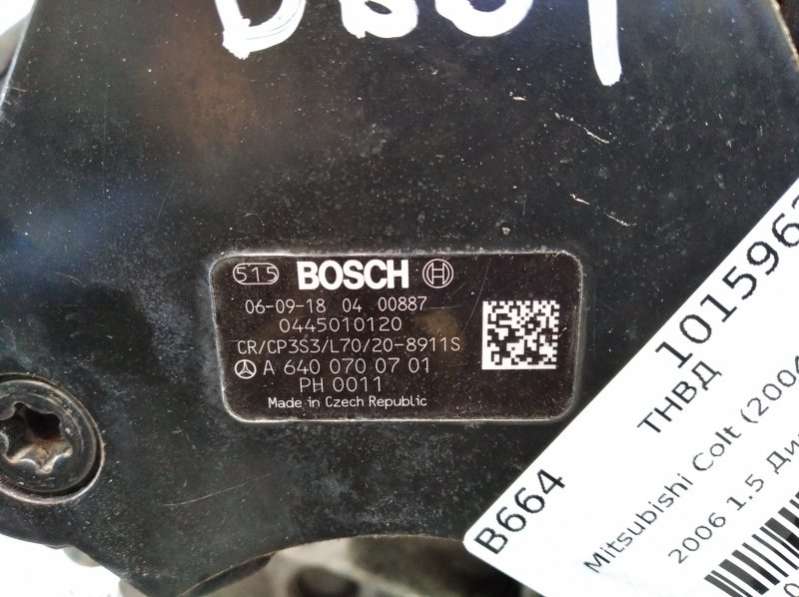 515 BOSCH
06-09-18 04 00887
0445010120
CR/CP3S3/L70/20-8911S
A 640 070 07 01
PH 0011
Made in Czech Republic
ТНВД
B664
Mitsubishi Colt
2006 1.5